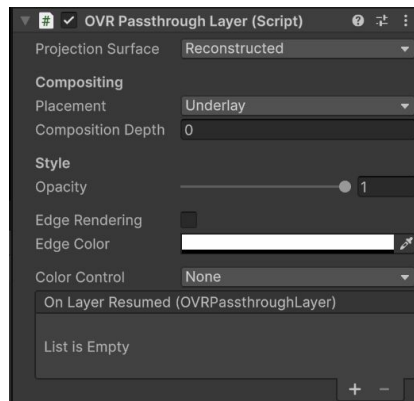 OVR Passthrough Layer (Script)
Projection Surface Reconstructed
Compositing
Placement Underlay
Composition Depth 0
Style
Opacity 1
Edge Rendering
Edge Color
Color Control None
On Layer Resumed (OVRPassthroughLayer)
List is Empty
+ −